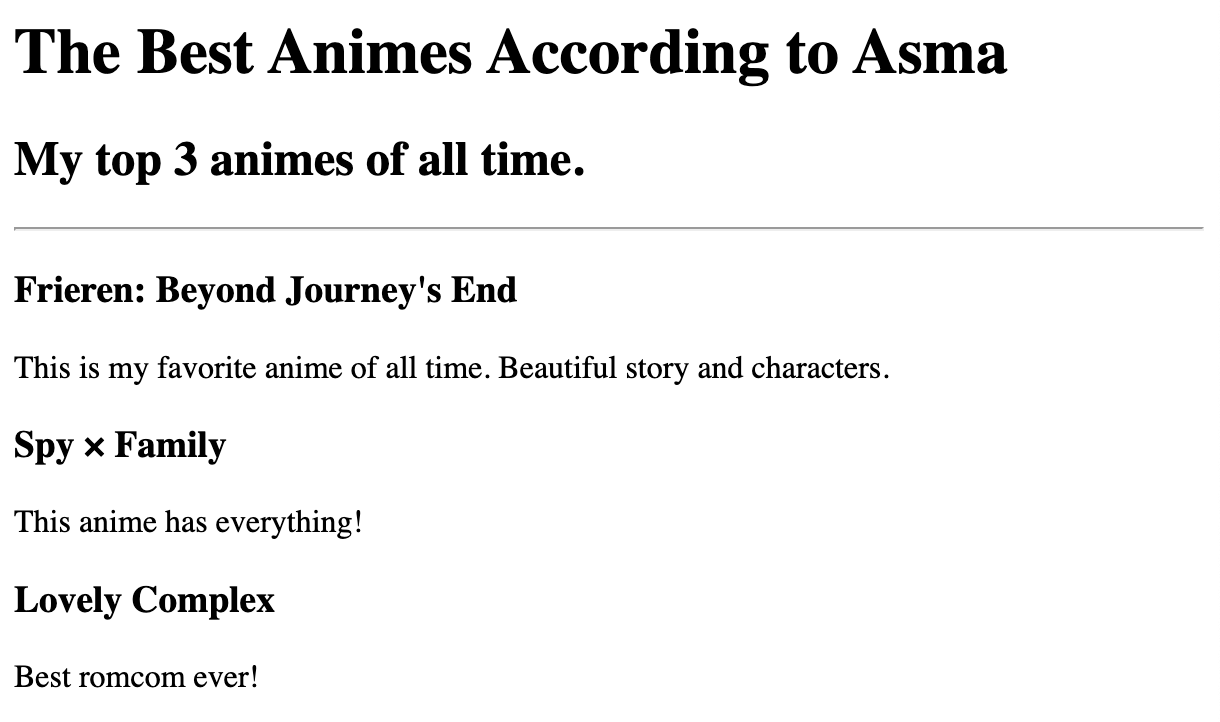 The Best Animes According to Asma
My top 3 animes of all time.
Frieren: Beyond Journey's End
This is my favorite anime of all time. Beautiful story and characters.
Spy × Family
This anime has everything!
Lovely Complex
Best romcom ever!